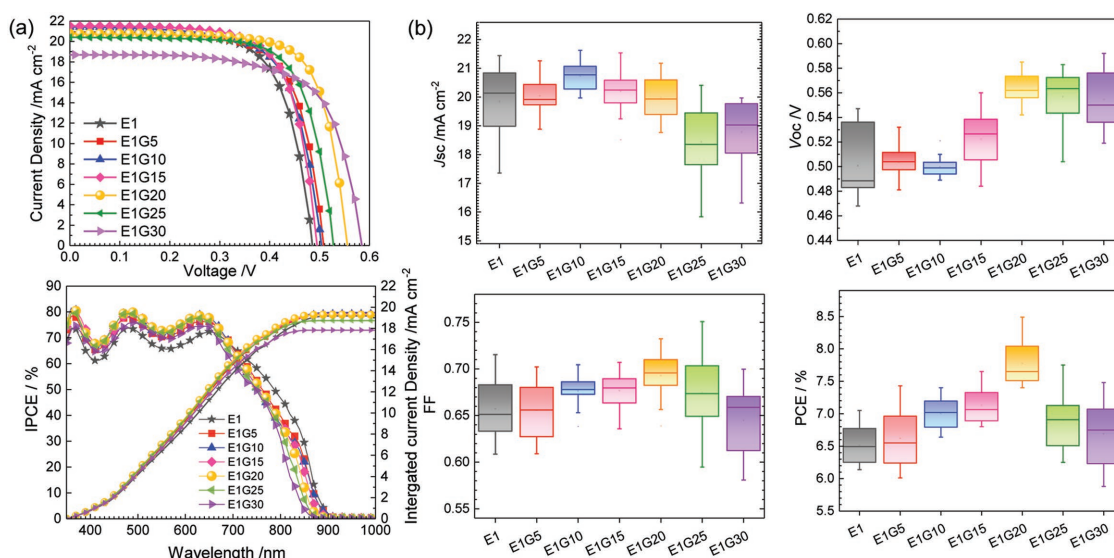 (a)
22
20
18
16
14
12
10
8
6
4
2
0
Current Density /mA cm⁻²
E1
E1G5
E1G10
E1G15
E1G20
E1G25
E1G30
0.0 0.1 0.2 0.3 0.4 0.5 0.6
Voltage /V
90
80
70
60
50
40
30
20
10
0
IPCE / %
E1
E1G5
E1G10
E1G15
E1G20
E1G25
E1G30
22
20
18
16
14
12
10
8
6
4
2
0
Intergated current Density /mA cm⁻²
400 500 600 700 800 900 1000
Wavelength /nm
(b)
22
21
20
19
18
17
16
15
Jsc /mA cm⁻²
E1 E1G5 E1G10 E1G15 E1G20 E1G25 E1G30
0.62
0.60
0.58
0.56
0.54
0.52
0.50
0.48
0.46
0.44
Voc /V
E1 E1G5 E1G10 E1G15 E1G20 E1G25 E1G30
0.75
0.70
0.65
0.60
0.55
FF
E1 E1G5 E1G10 E1G15 E1G20 E1G25 E1G30
8.5
8.0
7.5
7.0
6.5
6.0
5.5
PCE / %
E1 E1G5 E1G10 E1G15 E1G20 E1G25 E1G30